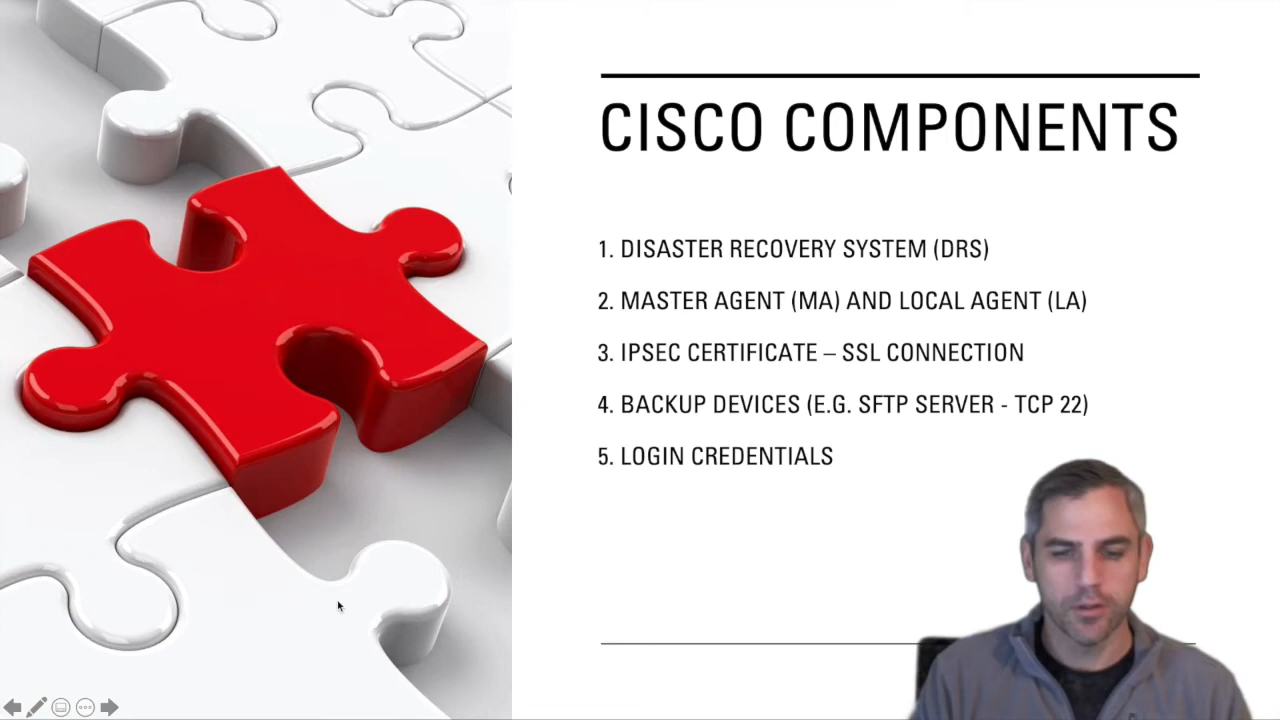 CISCO COMPONENTS
1. DISASTER RECOVERY SYSTEM (DRS)
2. MASTER AGENT (MA) AND LOCAL AGENT (LA)
3. IPSEC CERTIFICATE – SSL CONNECTION
4. BACKUP DEVICES (E.G. SFTP SERVER - TCP 22)
5. LOGIN CREDENTIALS